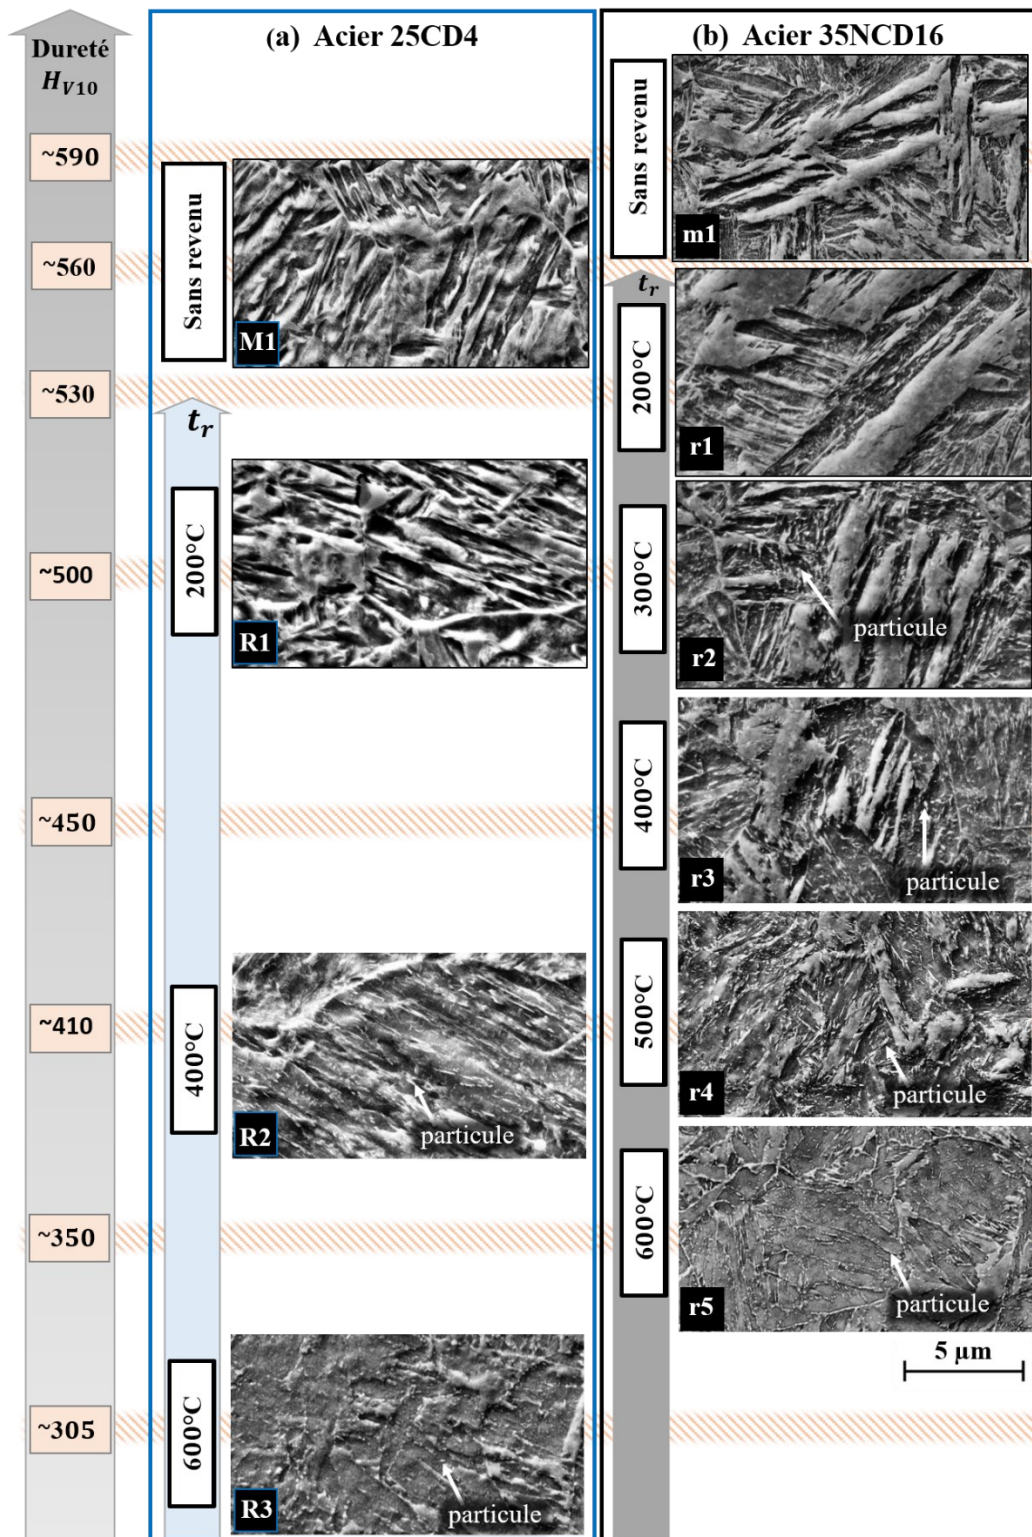 Dureté
H_{V10}
~590
~560
~530
~500
~450
~410
~350
~305
(a) Acier 25CD4
Sans revenu
M1
t_r
200°C
R1
400°C
R2
particule
600°C
R3
particule
(b) Acier 35NCD16
Sans revenu
m1
t_r
200°C
r1
300°C
r2
particule
400°C
r3
particule
500°C
r4
particule
600°C
r5
particule
5 µm